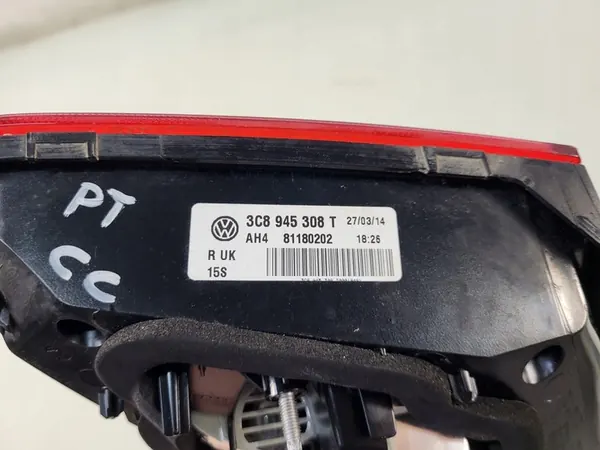 PT
CC
3C8 945 308 T 27/03/14
AH4 81180202 18:26
R UK
15S